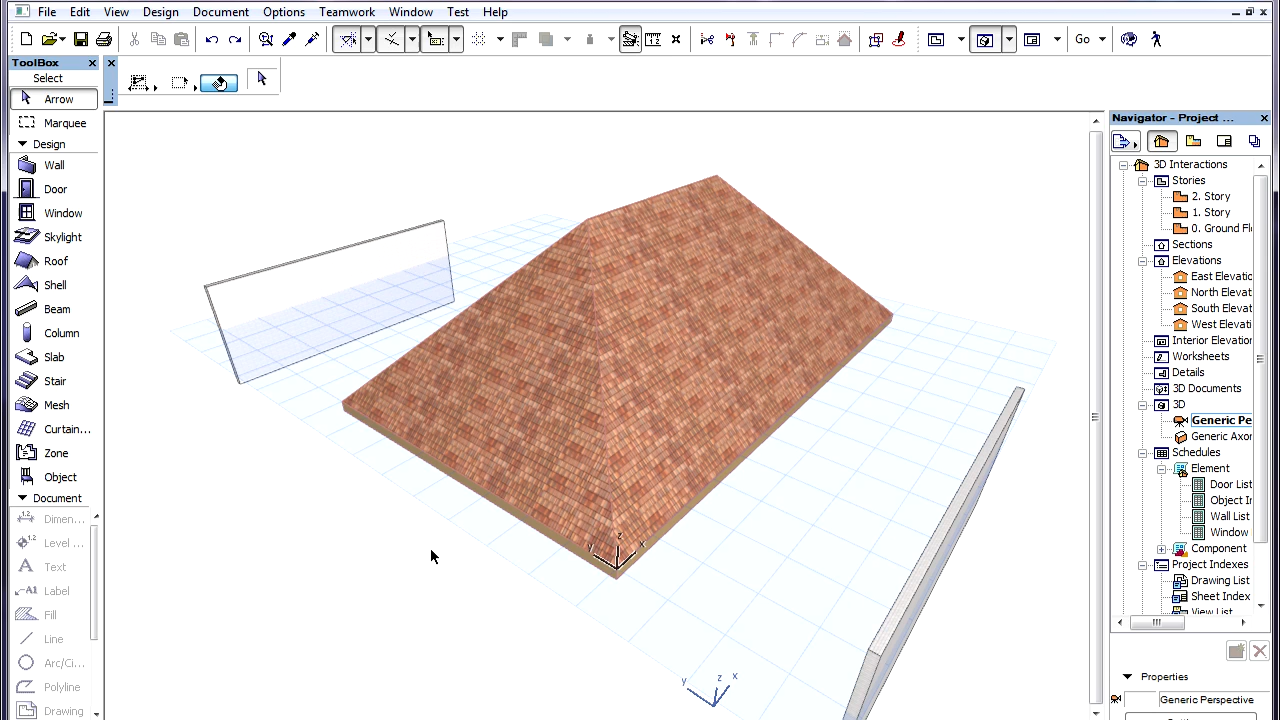 File Edit View Design Document Options Teamwork Window Test Help
Go
ToolBox
Select
Arrow
Marquee
Design
Wall
Door
Window
Skylight
Roof
Shell
Beam
Column
Slab
Stair
Mesh
Curtain...
Zone
Object
Document
Dimen...
Level ...
Text
A1 Label
Fill
Line
Arc/Ci...
Polyline
Drawing
z
y x
y z x
Navigator - Project ...
3D Interactions
Stories
2. Story
1. Story
0. Ground Fl
Sections
Elevations
East Elevatio
North Elevat
South Elevat
West Elevati
Interior Elevation
Worksheets
Details
3D Documents
3D
Generic Pe
Generic Axor
Schedules
Element
Door List
Object Ir
Wall List
Window
Component
Project Indexes
Drawing List
Sheet Index
View List
Properties
Generic Perspective